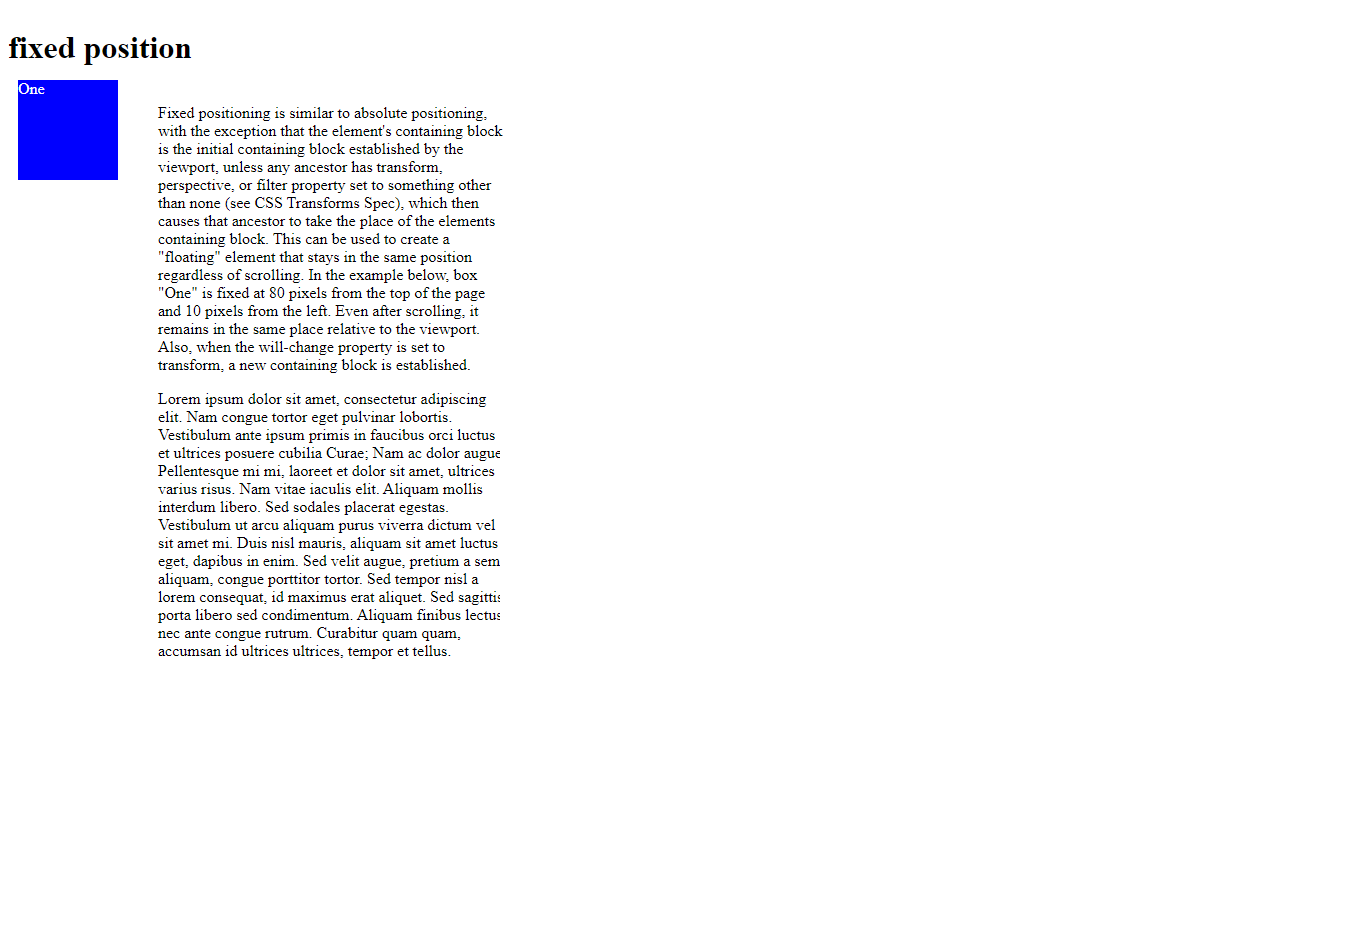 fixed position
One
Fixed positioning is similar to absolute positioning,
with the exception that the element's containing block
is the initial containing block established by the
viewport, unless any ancestor has transform,
perspective, or filter property set to something other
than none (see CSS Transforms Spec), which then
causes that ancestor to take the place of the elements
containing block. This can be used to create a
"floating" element that stays in the same position
regardless of scrolling. In the example below, box
"One" is fixed at 80 pixels from the top of the page
and 10 pixels from the left. Even after scrolling, it
remains in the same place relative to the viewport.
Also, when the will-change property is set to
transform, a new containing block is established.
Lorem ipsum dolor sit amet, consectetur adipiscing
elit. Nam congue tortor eget pulvinar lobortis.
Vestibulum ante ipsum primis in faucibus orci luctus
et ultrices posuere cubilia Curae; Nam ac dolor augue
Pellentesque mi mi, laoreet et dolor sit amet, ultrices
varius risus. Nam vitae iaculis elit. Aliquam mollis
interdum libero. Sed sodales placerat egestas.
Vestibulum ut arcu aliquam purus viverra dictum vel
sit amet mi. Duis nisl mauris, aliquam sit amet luctus
eget, dapibus in enim. Sed velit augue, pretium a sem
aliquam, congue porttitor tortor. Sed tempor nisl a
lorem consequat, id maximus erat aliquet. Sed sagittis
porta libero sed condimentum. Aliquam finibus lectus
nec ante congue rutrum. Curabitur quam quam,
accumsan id ultrices ultrices, tempor et tellus.